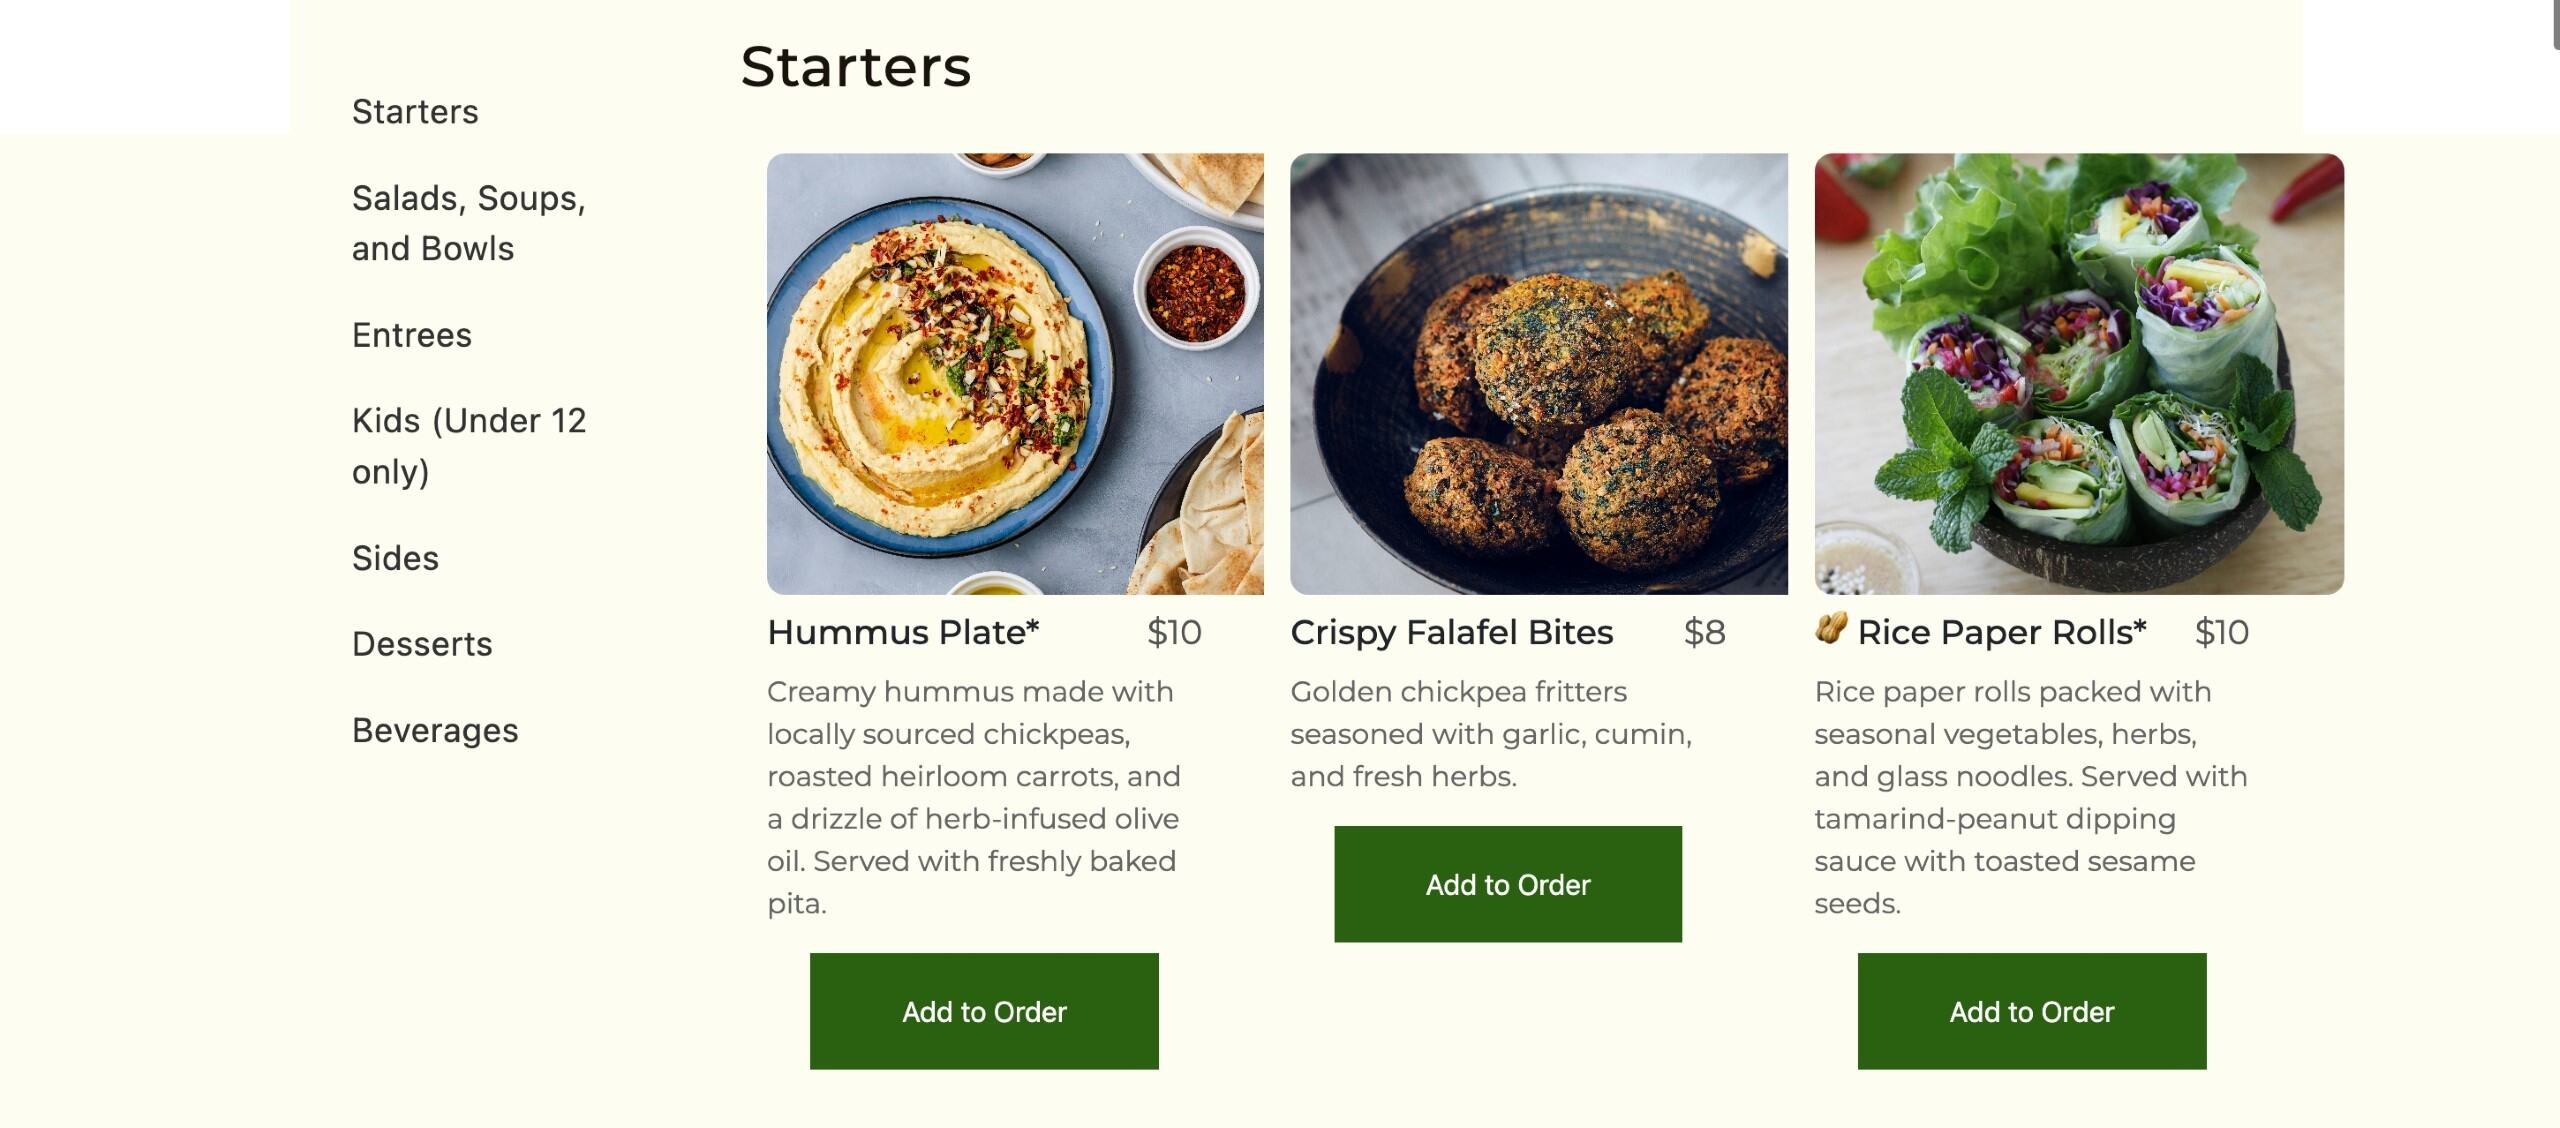 Starters
Starters
Salads, Soups,
and Bowls
Entrees
Kids (Under 12
only)
Sides
Desserts
Beverages
Hummus Plate* $10
Creamy hummus made with
locally sourced chickpeas,
roasted heirloom carrots, and
a drizzle of herb-infused olive
oil. Served with freshly baked
pita.
Add to Order
Crispy Falafel Bites $8
Golden chickpea fritters
seasoned with garlic, cumin,
and fresh herbs.
Add to Order
🥜 Rice Paper Rolls* $10
Rice paper rolls packed with
seasonal vegetables, herbs,
and glass noodles. Served with
tamarind-peanut dipping
sauce with toasted sesame
seeds.
Add to Order